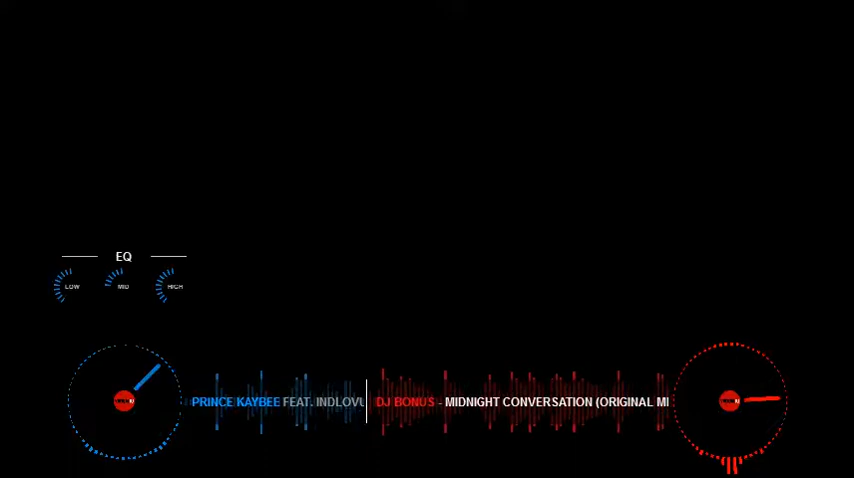 EQ
LOW MID HIGH
PRINCE KAYBEE FEAT. INDLOVU DJ BONUS - MIDNIGHT CONVERSATION (ORIGINAL MI